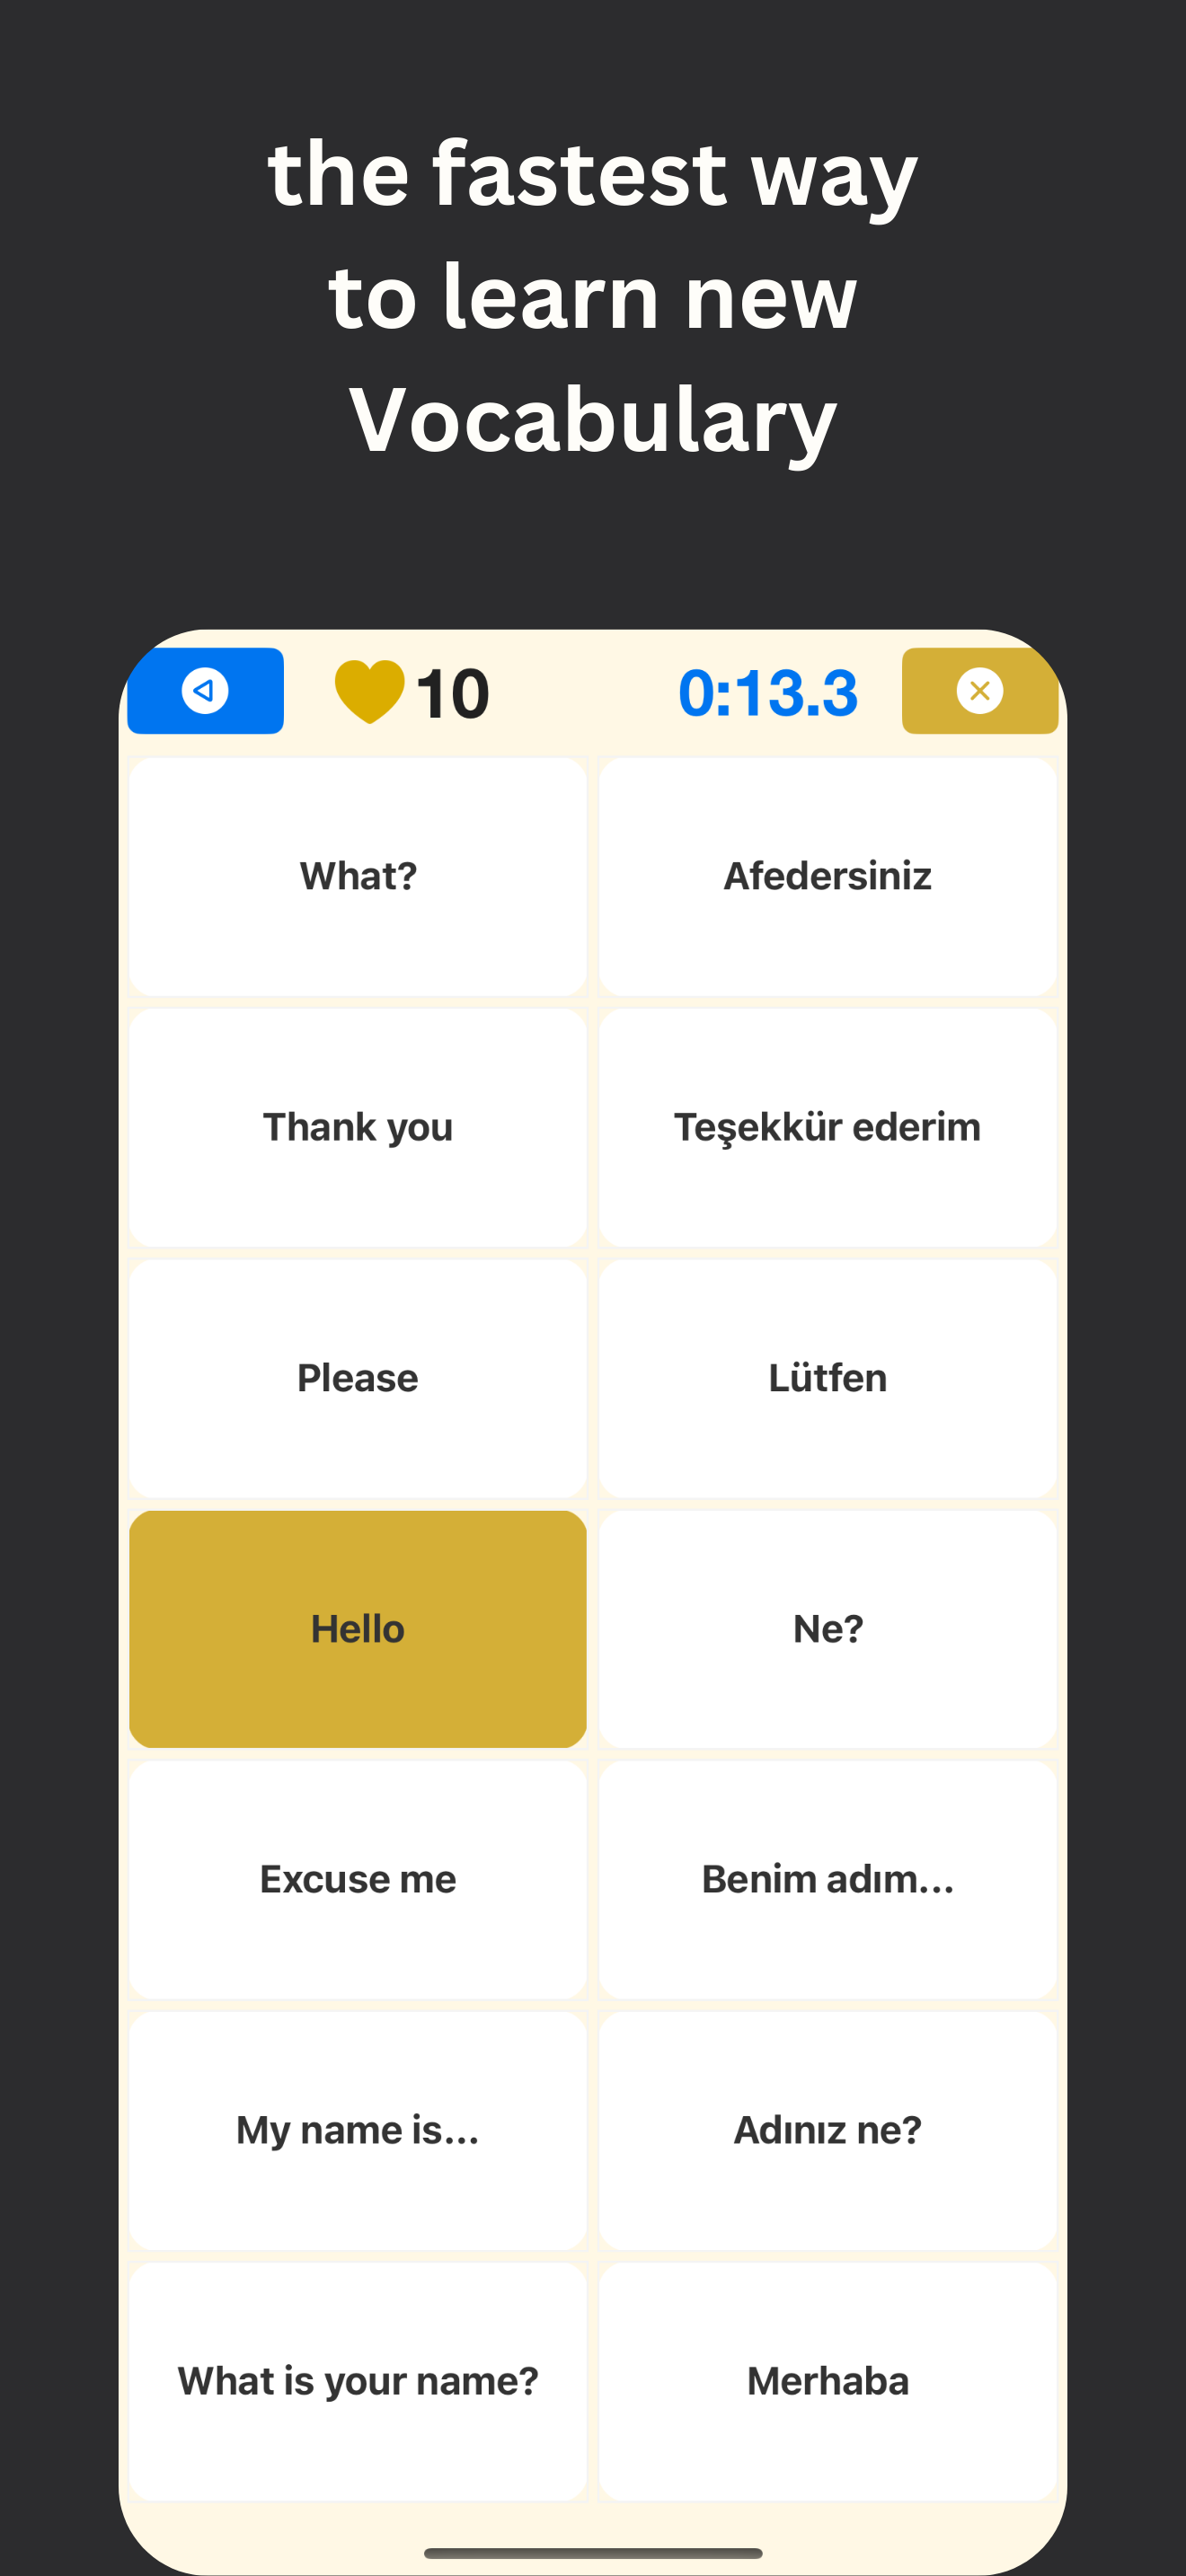 the fastest way
to learn new
Vocabulary
10 0:13.3
What? Afedersiniz
Thank you Teşekkür ederim
Please Lütfen
Hello Ne?
Excuse me Benim adım...
My name is... Adınız ne?
What is your name? Merhaba